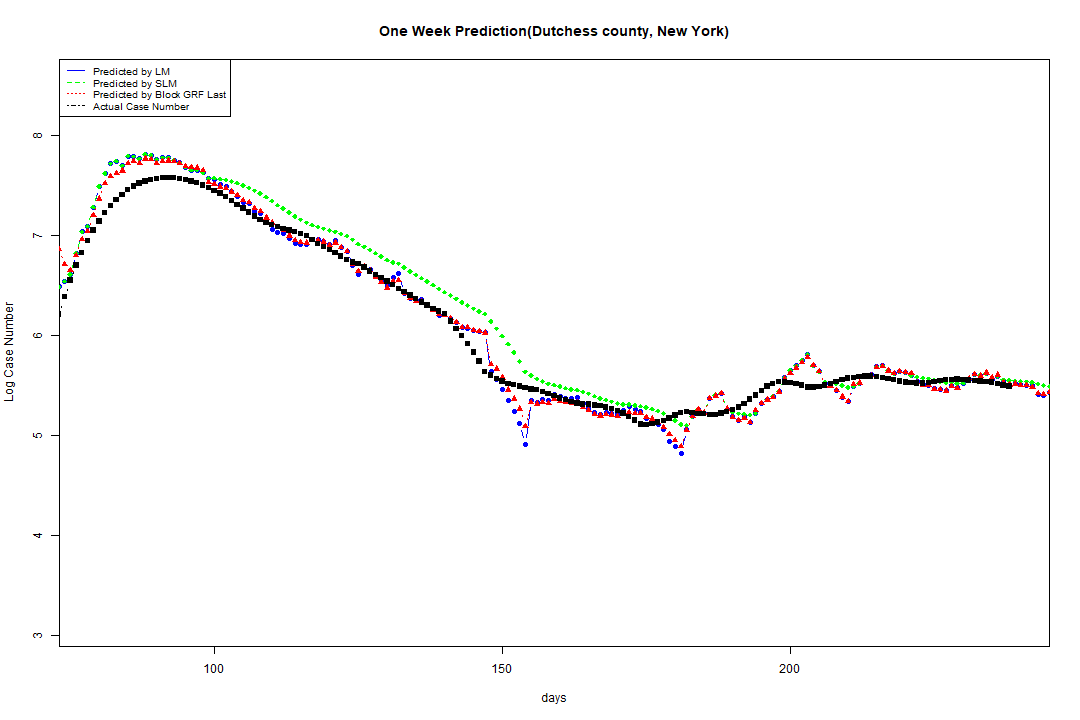 One Week Prediction(Dutchess county, New York)
Predicted by LM
Predicted by SLM
Predicted by Block GRF Last
Actual Case Number
8
7
6
5
4
3
Log Case Number
100 150 200
days